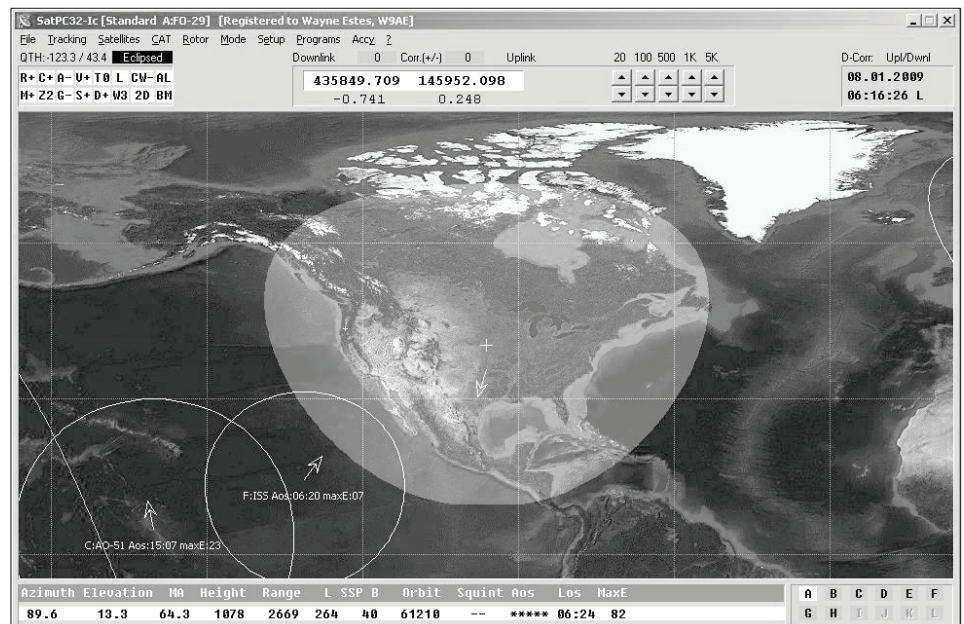 SatPC32-Ic [Standard A:FO-29] [Registered to Wayne Estes, W9AE]
File Tracking Satellites CAT Rotor Mode Setup Programs Accy ?
QTH:-123.3 / 43.4 Eclipsed Downlink 0 Corr.(+/-) 0 Uplink 20 100 500 1K 5K D-Corr: Upl/Dwnl
R+ C+ A- V+ T0 L CW- AL 435849.709 145952.098 08.01.2009
M+ Z2 G- S+ D+ W3 2D BM -0.741 0.248 06:16:26 L
F:ISS Aos:06:20 maxE:07
C:AO-51 Aos:15:07 maxE:23
Azimuth Elevation MA Height Range L SSP B Orbit Squint Aos Los MaxE A B C D E F
89.6 13.3 64.3 1078 2669 264 40 61210 -- ***** 06:24 82 G H I J K L